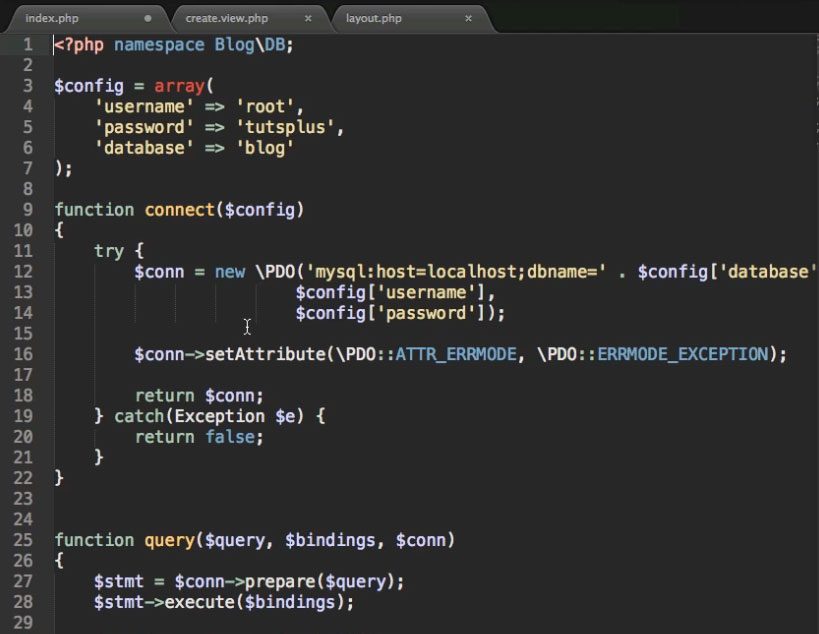 index.php
create.view.php ×
layout.php ×
1 <?php namespace Blog\DB;
2
3 $config = array(
4     'username' => 'root',
5     'password' => 'tutsplus',
6     'database' => 'blog'
7 );
8
9 function connect($config)
10 {
11     try {
12         $conn = new \PDO('mysql:host=localhost;dbname=' . $config['database'
13                         $config['username'],
14                         $config['password']);
15
16         $conn->setAttribute(\PDO::ATTR_ERRMODE, \PDO::ERRMODE_EXCEPTION);
17
18         return $conn;
19     } catch(Exception $e) {
20         return false;
21     }
22 }
23
24
25 function query($query, $bindings, $conn)
26 {
27     $stmt = $conn->prepare($query);
28     $stmt->execute($bindings);
29